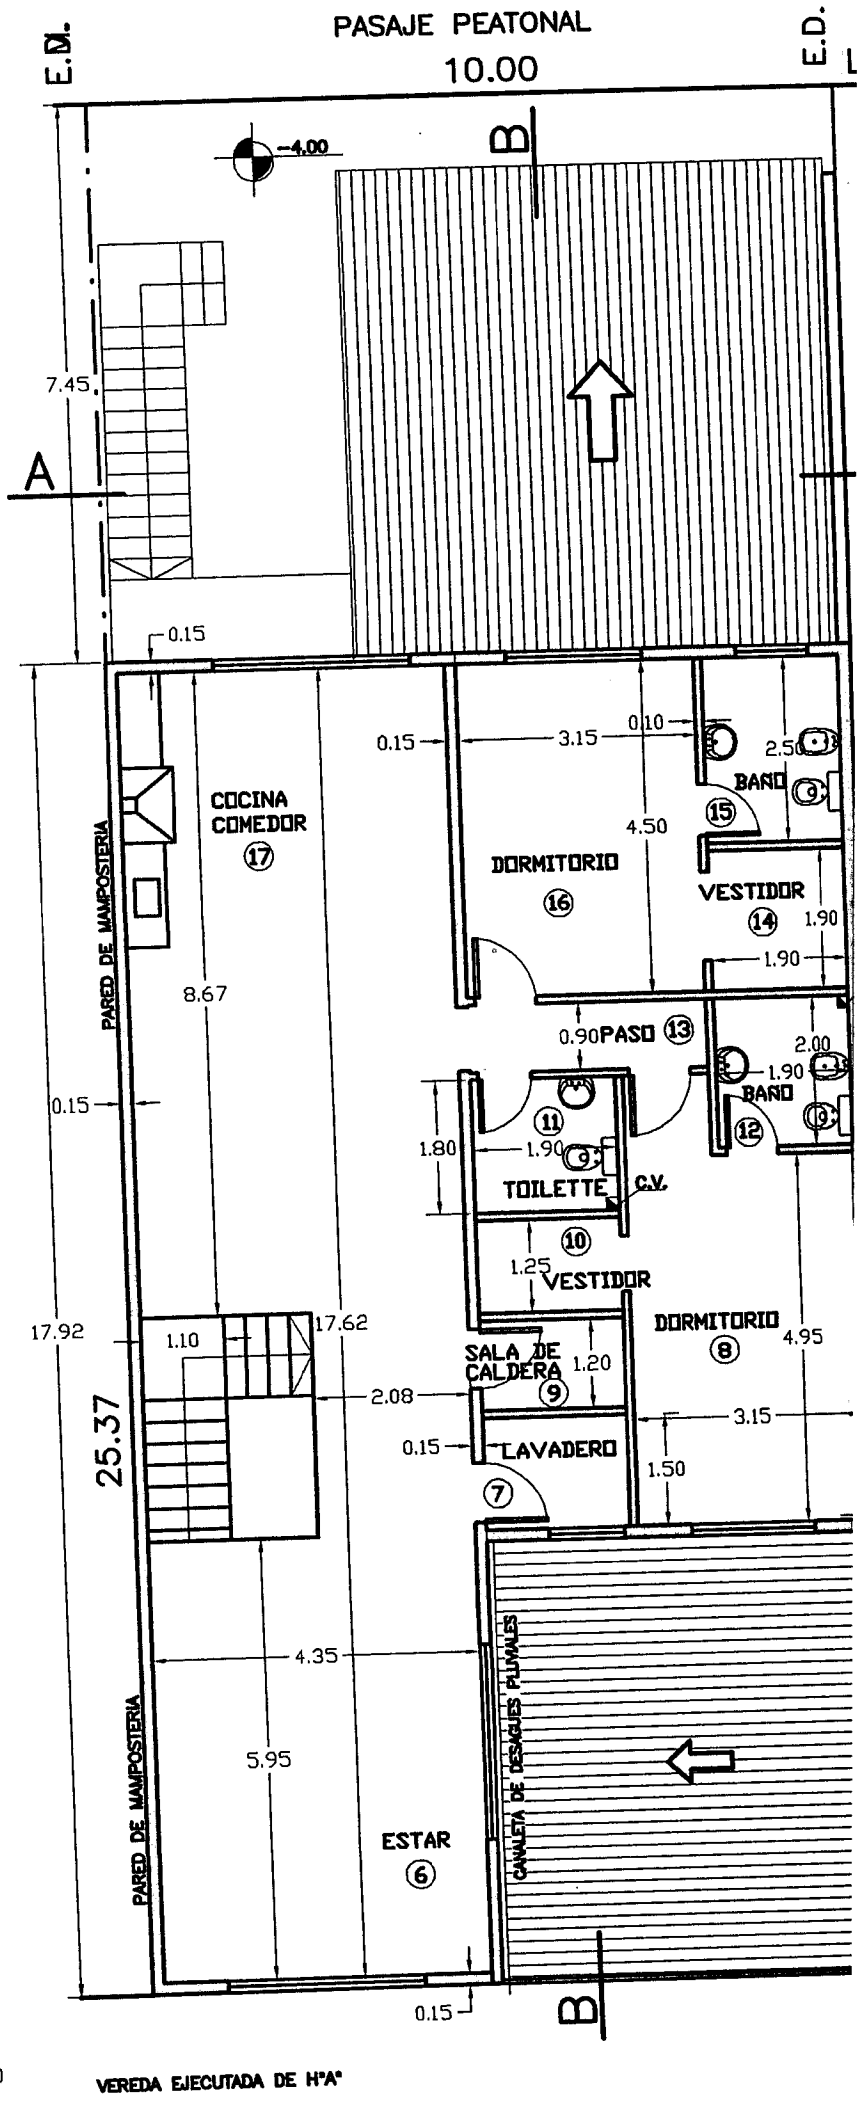 PASAJE PEATONAL
E.M.
E.D.
10.00
B
-4.00
7.45
A
0.15
0.15
3.15
0.10
2.50
BAÑO
15
COCINA
COMEDOR
17
4.50
DORMITORIO
16
VESTIDOR
14
1.90
1.90
PARED DE MAMPOSTERIA
8.67
0.90
PASO
13
2.00
1.90
BAÑO
12
0.15
11
1.80
1.90
TOILETTE
C.V.
10
1.25
VESTIDOR
17.92
1.10
17.62
DORMITORIO
8
4.95
SALA DE
CALDERA
9
1.20
2.08
25.37
3.15
0.15
LAVADERO
1.50
7
CANALETA DE DESAGUES PLUVIALES
4.35
PARED DE MAMPOSTERIA
5.95
ESTAR
6
0.15
B
VEREDA EJECUTADA DE HºAº